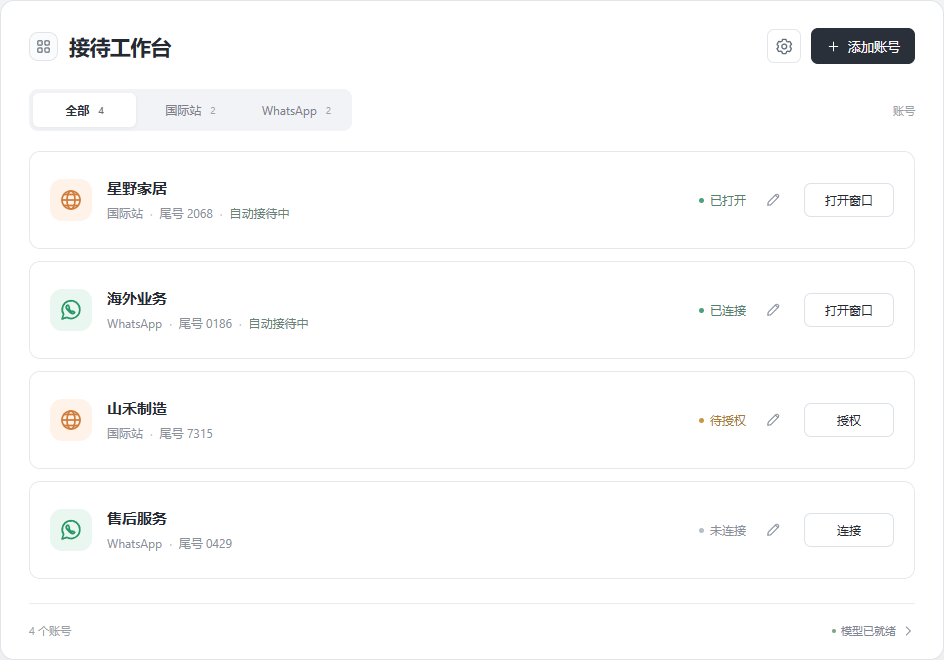 接待工作台
添加账号
全部 4 国际站 2 WhatsApp 2 账号
星野家居
国际站 · 尾号 2068 · 自动接待中
已打开 打开窗口
海外业务
WhatsApp · 尾号 0186 · 自动接待中
已连接 打开窗口
山禾制造
国际站 · 尾号 7315
待授权 授权
售后服务
WhatsApp · 尾号 0429
未连接 连接
4 个账号 模型已就绪